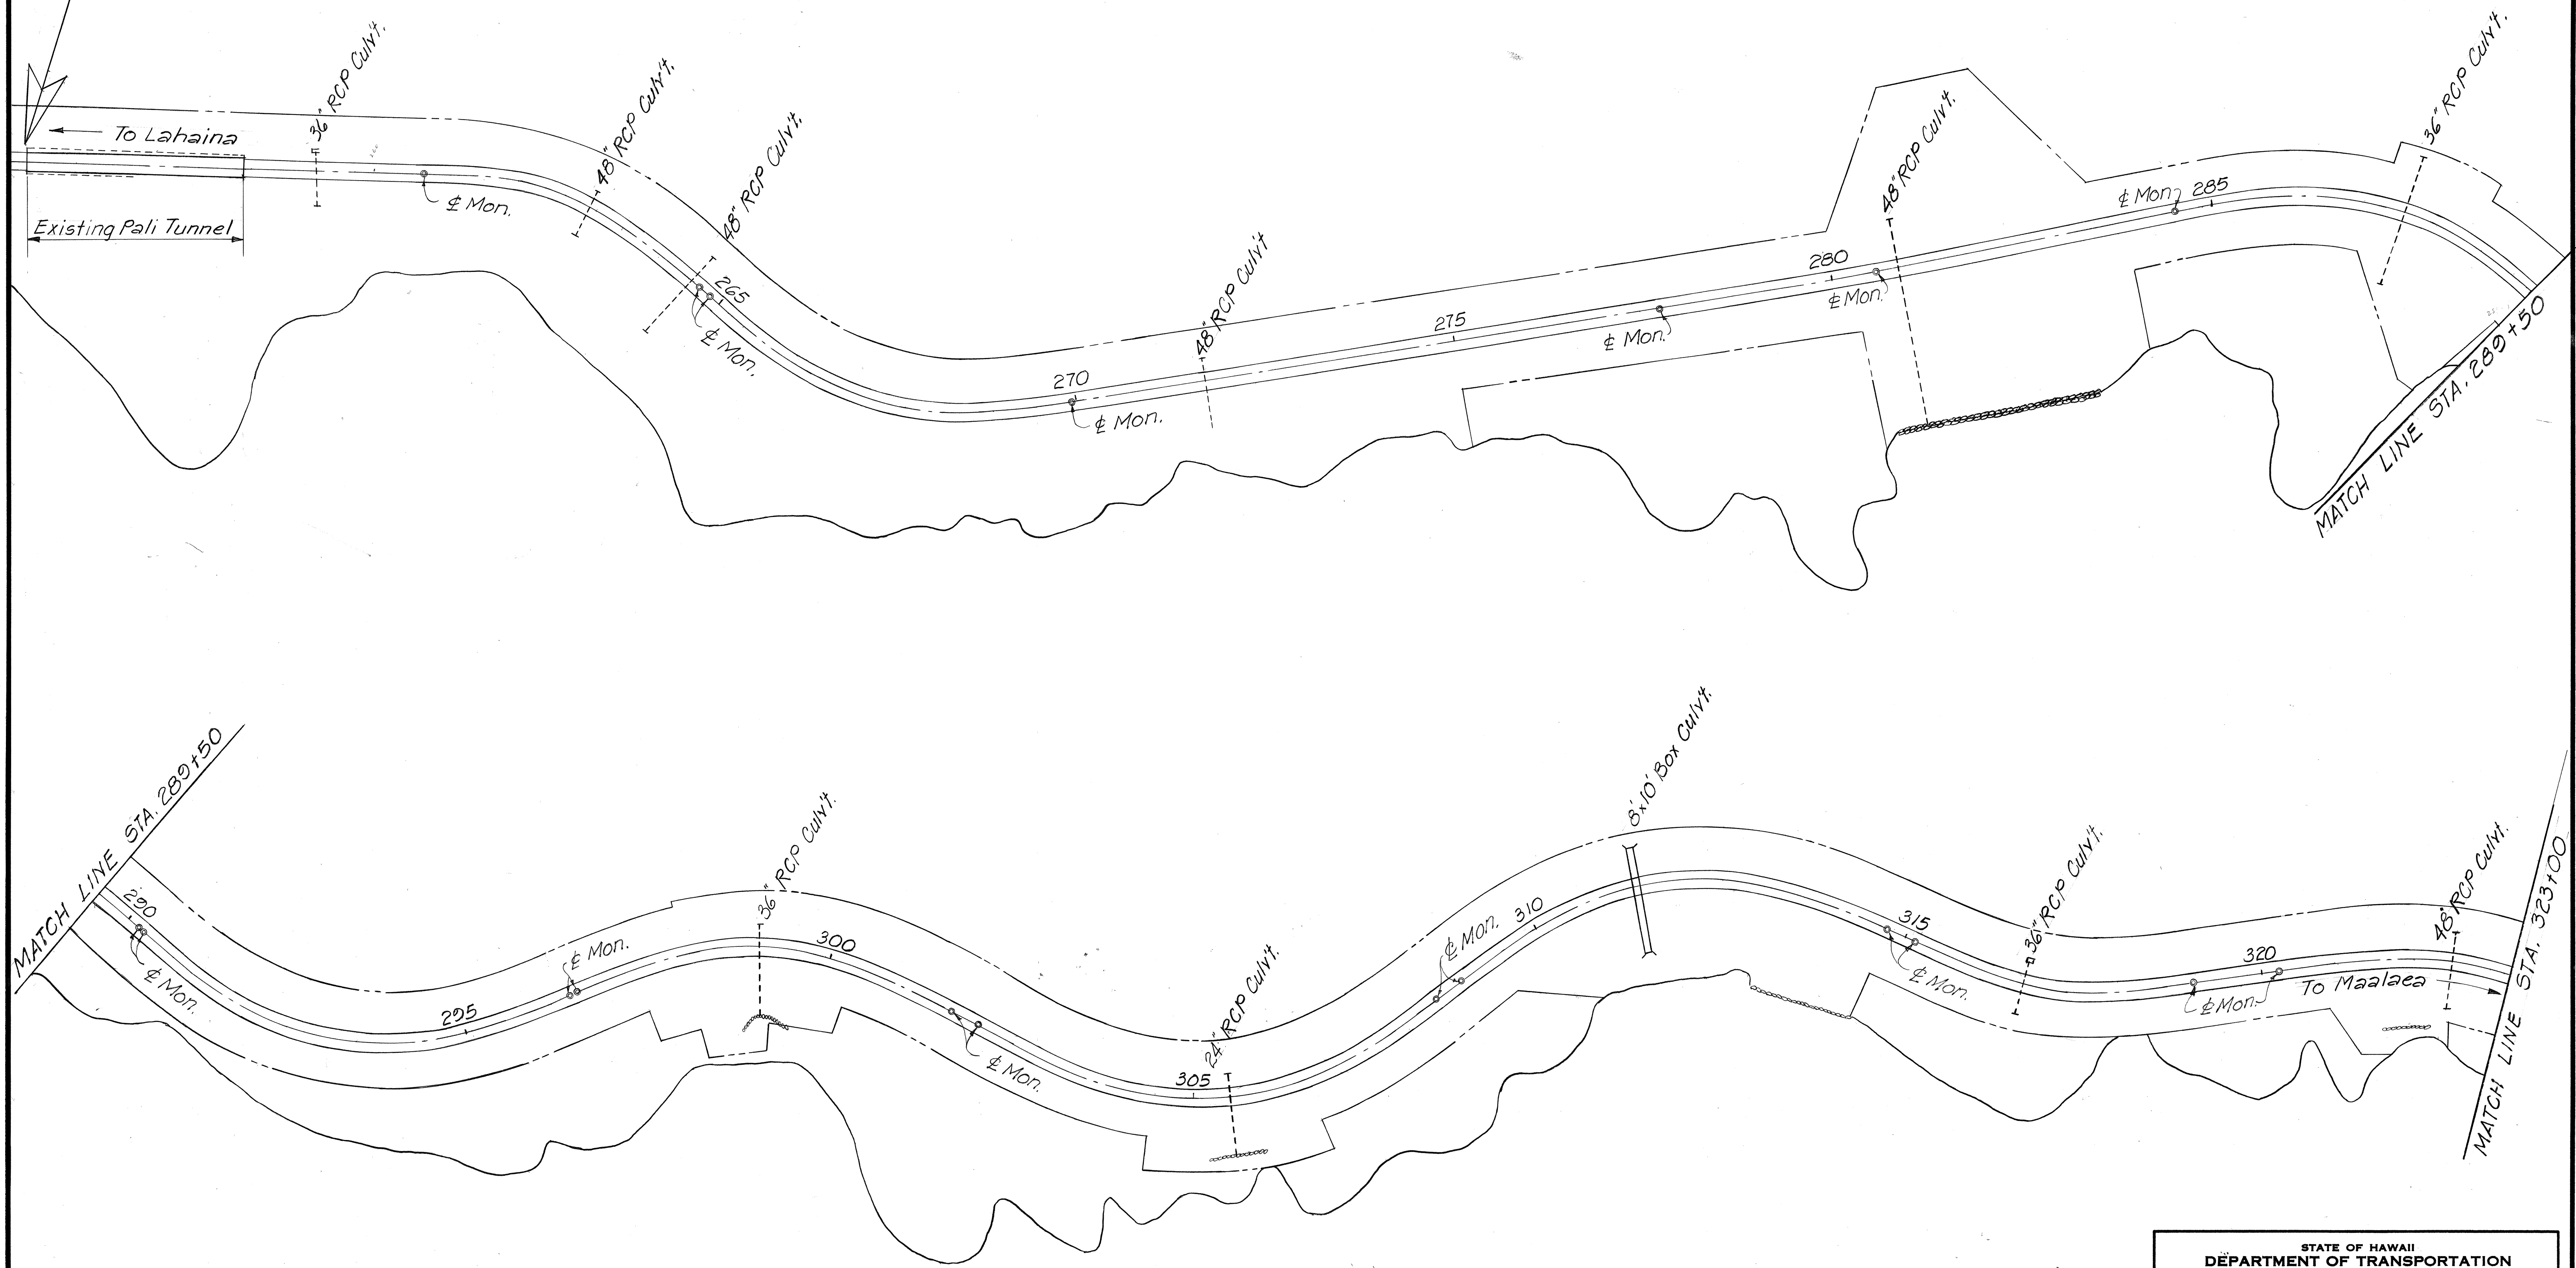 36" RCP Culv't.
48" RCP Culv't.
48" RCP Culv't.
48" RCP Culv't
48" RCP Culv't.
36" RCP Culv't.
To Lahaina
℄ Mon.
Existing Pali Tunnel
265
℄ Mon.
270
℄ Mon.
275
℄ Mon.
280
℄ Mon.
℄ Mon.
285
MATCH LINE STA. 289+50
MATCH LINE STA. 289+50
290
℄ Mon.
295
℄ Mon.
36" RCP Culv't.
300
℄ Mon.
24" RCP Culv't.
305
℄ Mon.
310
8'x10' Box Culv't.
315
℄ Mon.
36" RCP Culv't.
320
℄ Mon.
To Maalaea
48" RCP Culvt.
MATCH LINE STA. 323+00
STATE OF HAWAII
DEPARTMENT OF TRANSPORTATION